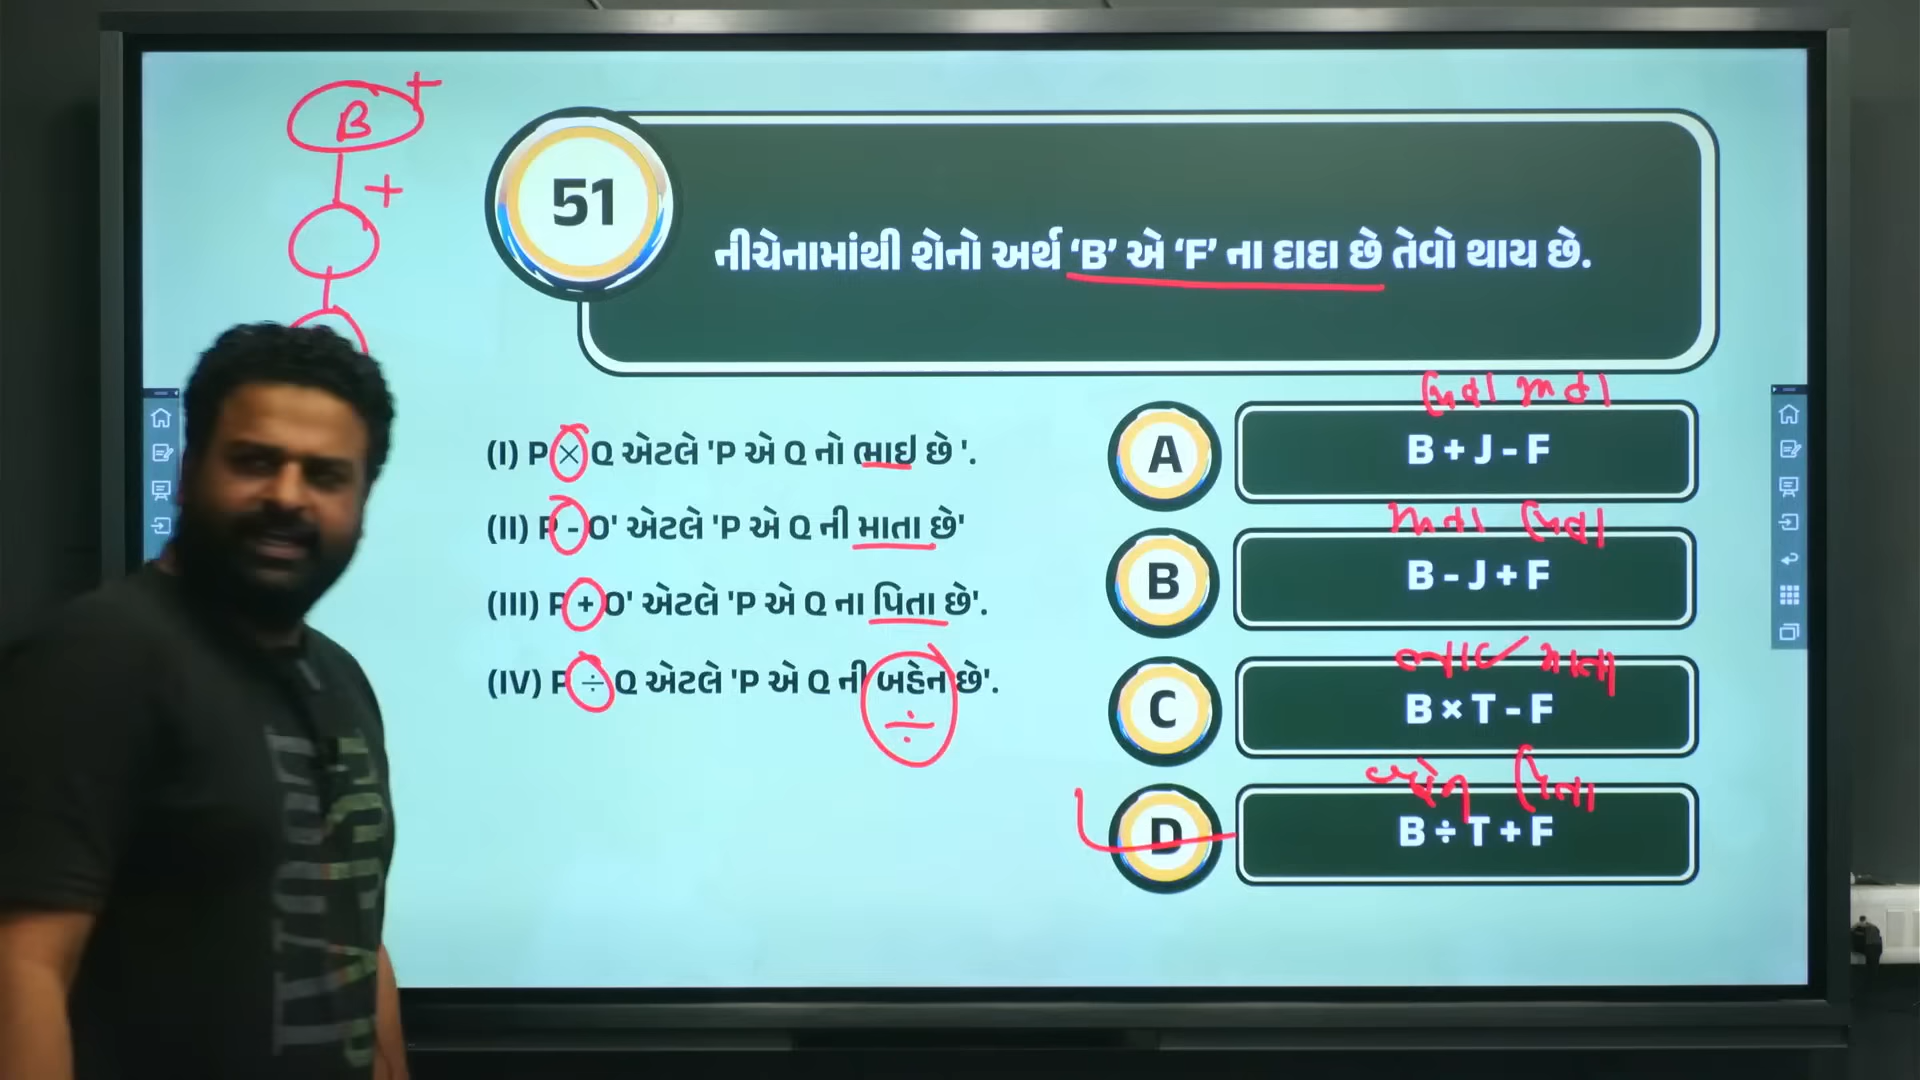 B +
+
51
નીચેનામાંથી શેનો અર્થ ‘B’ એ ‘F’ ના દાદા છે તેવો થાય છે.
(I) P × Q એટલે 'P એ Q નો ભાઇ છે '.
(II) P - O' એટલે 'P એ Q ની માતા છે'
(III) P + O' એટલે 'P એ Q ના પિતા છે'.
(IV) P ÷ Q એટલે 'P એ Q ની બહેન છે'.
÷
પિતા માતા
A B + J - F
માતા પિતા
B B - J + F
ભાઇ માતા
C B × T - F
બહેન પિતા
D B ÷ T + F